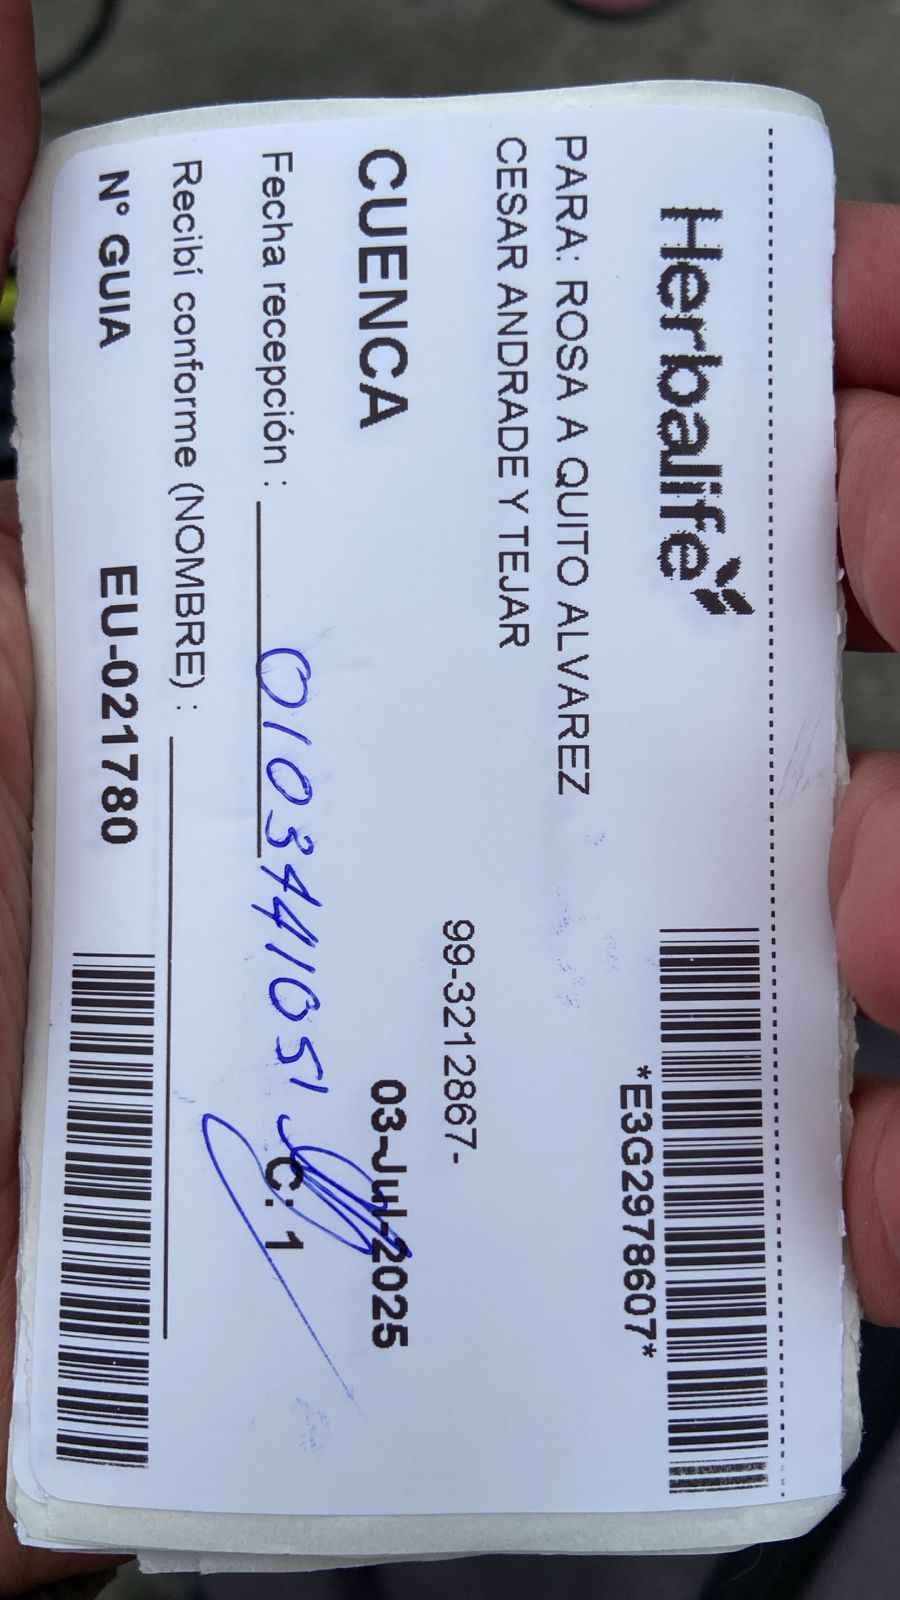 Herbalife
*E3G2978607*
PARA: ROSA A QUITO ALVAREZ
CESAR ANDRADE Y TEJAR
99-3212867-
CUENCA 03-Jul-2025
Fecha recepción : 0103441051 C: 1
Recibí conforme (NOMBRE) :
Nº GUIA EU-021780